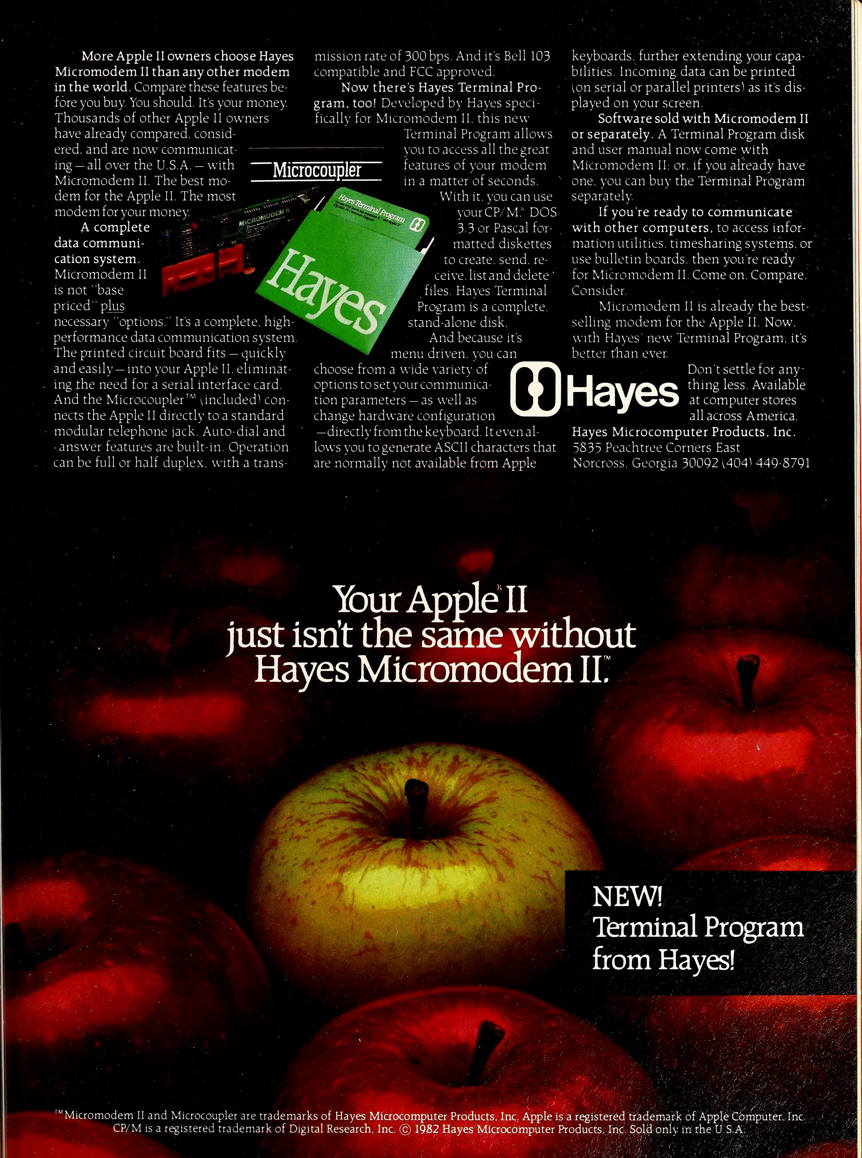 More Apple II owners choose Hayes
Micromodem II than any other modem
in the world. Compare these features be-
fore you buy. You should. It's your money.
Thousands of other Apple II owners
have already compared, consid-
ered, and are now communicat-
ing — all over the U.S.A. — with
Micromodem II. The best mo-
dem for the Apple II. The most
modem for your money.
A complete
data communi-
cation system.
Micromodem II
is not "base
priced" plus
necessary "options." It's a complete, high-
performance data communication system.
The printed circuit board fits — quickly
and easily — into your Apple II, eliminat-
ing the need for a serial interface card.
And the Microcoupler™ (included) con-
nects the Apple II directly to a standard
modular telephone jack. Auto-dial and
-answer features are built-in. Operation
can be full or half duplex, with a trans-
Microcoupler
MICROMODEM II
Hayes Terminal Program
Hayes
mission rate of 300 bps. And it's Bell 103
compatible and FCC approved.
Now there's Hayes Terminal Pro-
gram, too! Developed by Hayes speci-
fically for Micromodem II, this new
Terminal Program allows
you to access all the great
features of your modem
in a matter of seconds.
With it, you can use
your CP/M,® DOS
3.3 or Pascal for-
matted diskettes
to create, send, re-
ceive, list and delete
files. Hayes Terminal
Program is a complete,
stand-alone disk.
And because it's
menu driven, you can
choose from a wide variety of
options to set your communica-
tion parameters — as well as
change hardware configuration
— directly from the keyboard. It even al-
lows you to generate ASCII characters that
are normally not available from Apple
keyboards, further extending your capa-
bilities. Incoming data can be printed
(on serial or parallel printers) as it's dis-
played on your screen.
Software sold with Micromodem II
or separately. A Terminal Program disk
and user manual now come with
Micromodem II; or, if you already have
one, you can buy the Terminal Program
separately.
If you're ready to communicate
with other computers, to access infor-
mation utilities, timesharing systems, or
use bulletin boards, then you're ready
for Micromodem II. Come on. Compare.
Consider.
Micromodem II is already the best-
selling modem for the Apple II. Now,
with Hayes' new Terminal Program, it's
better than ever.
Don't settle for any-
thing less. Available
at computer stores
all across America.
Hayes
Hayes Microcomputer Products, Inc.
5835 Peachtree Corners East
Norcross, Georgia 30092 (404) 449-8791
Your Apple® II
just isn't the same without
Hayes Micromodem II.™
NEW!
Terminal Program
from Hayes!
™Micromodem II and Microcoupler are trademarks of Hayes Microcomputer Products, Inc. Apple is a registered trademark of Apple Computer, Inc.
CP/M is a registered trademark of Digital Research, Inc. © 1982 Hayes Microcomputer Products, Inc. Sold only in the U.S.A.